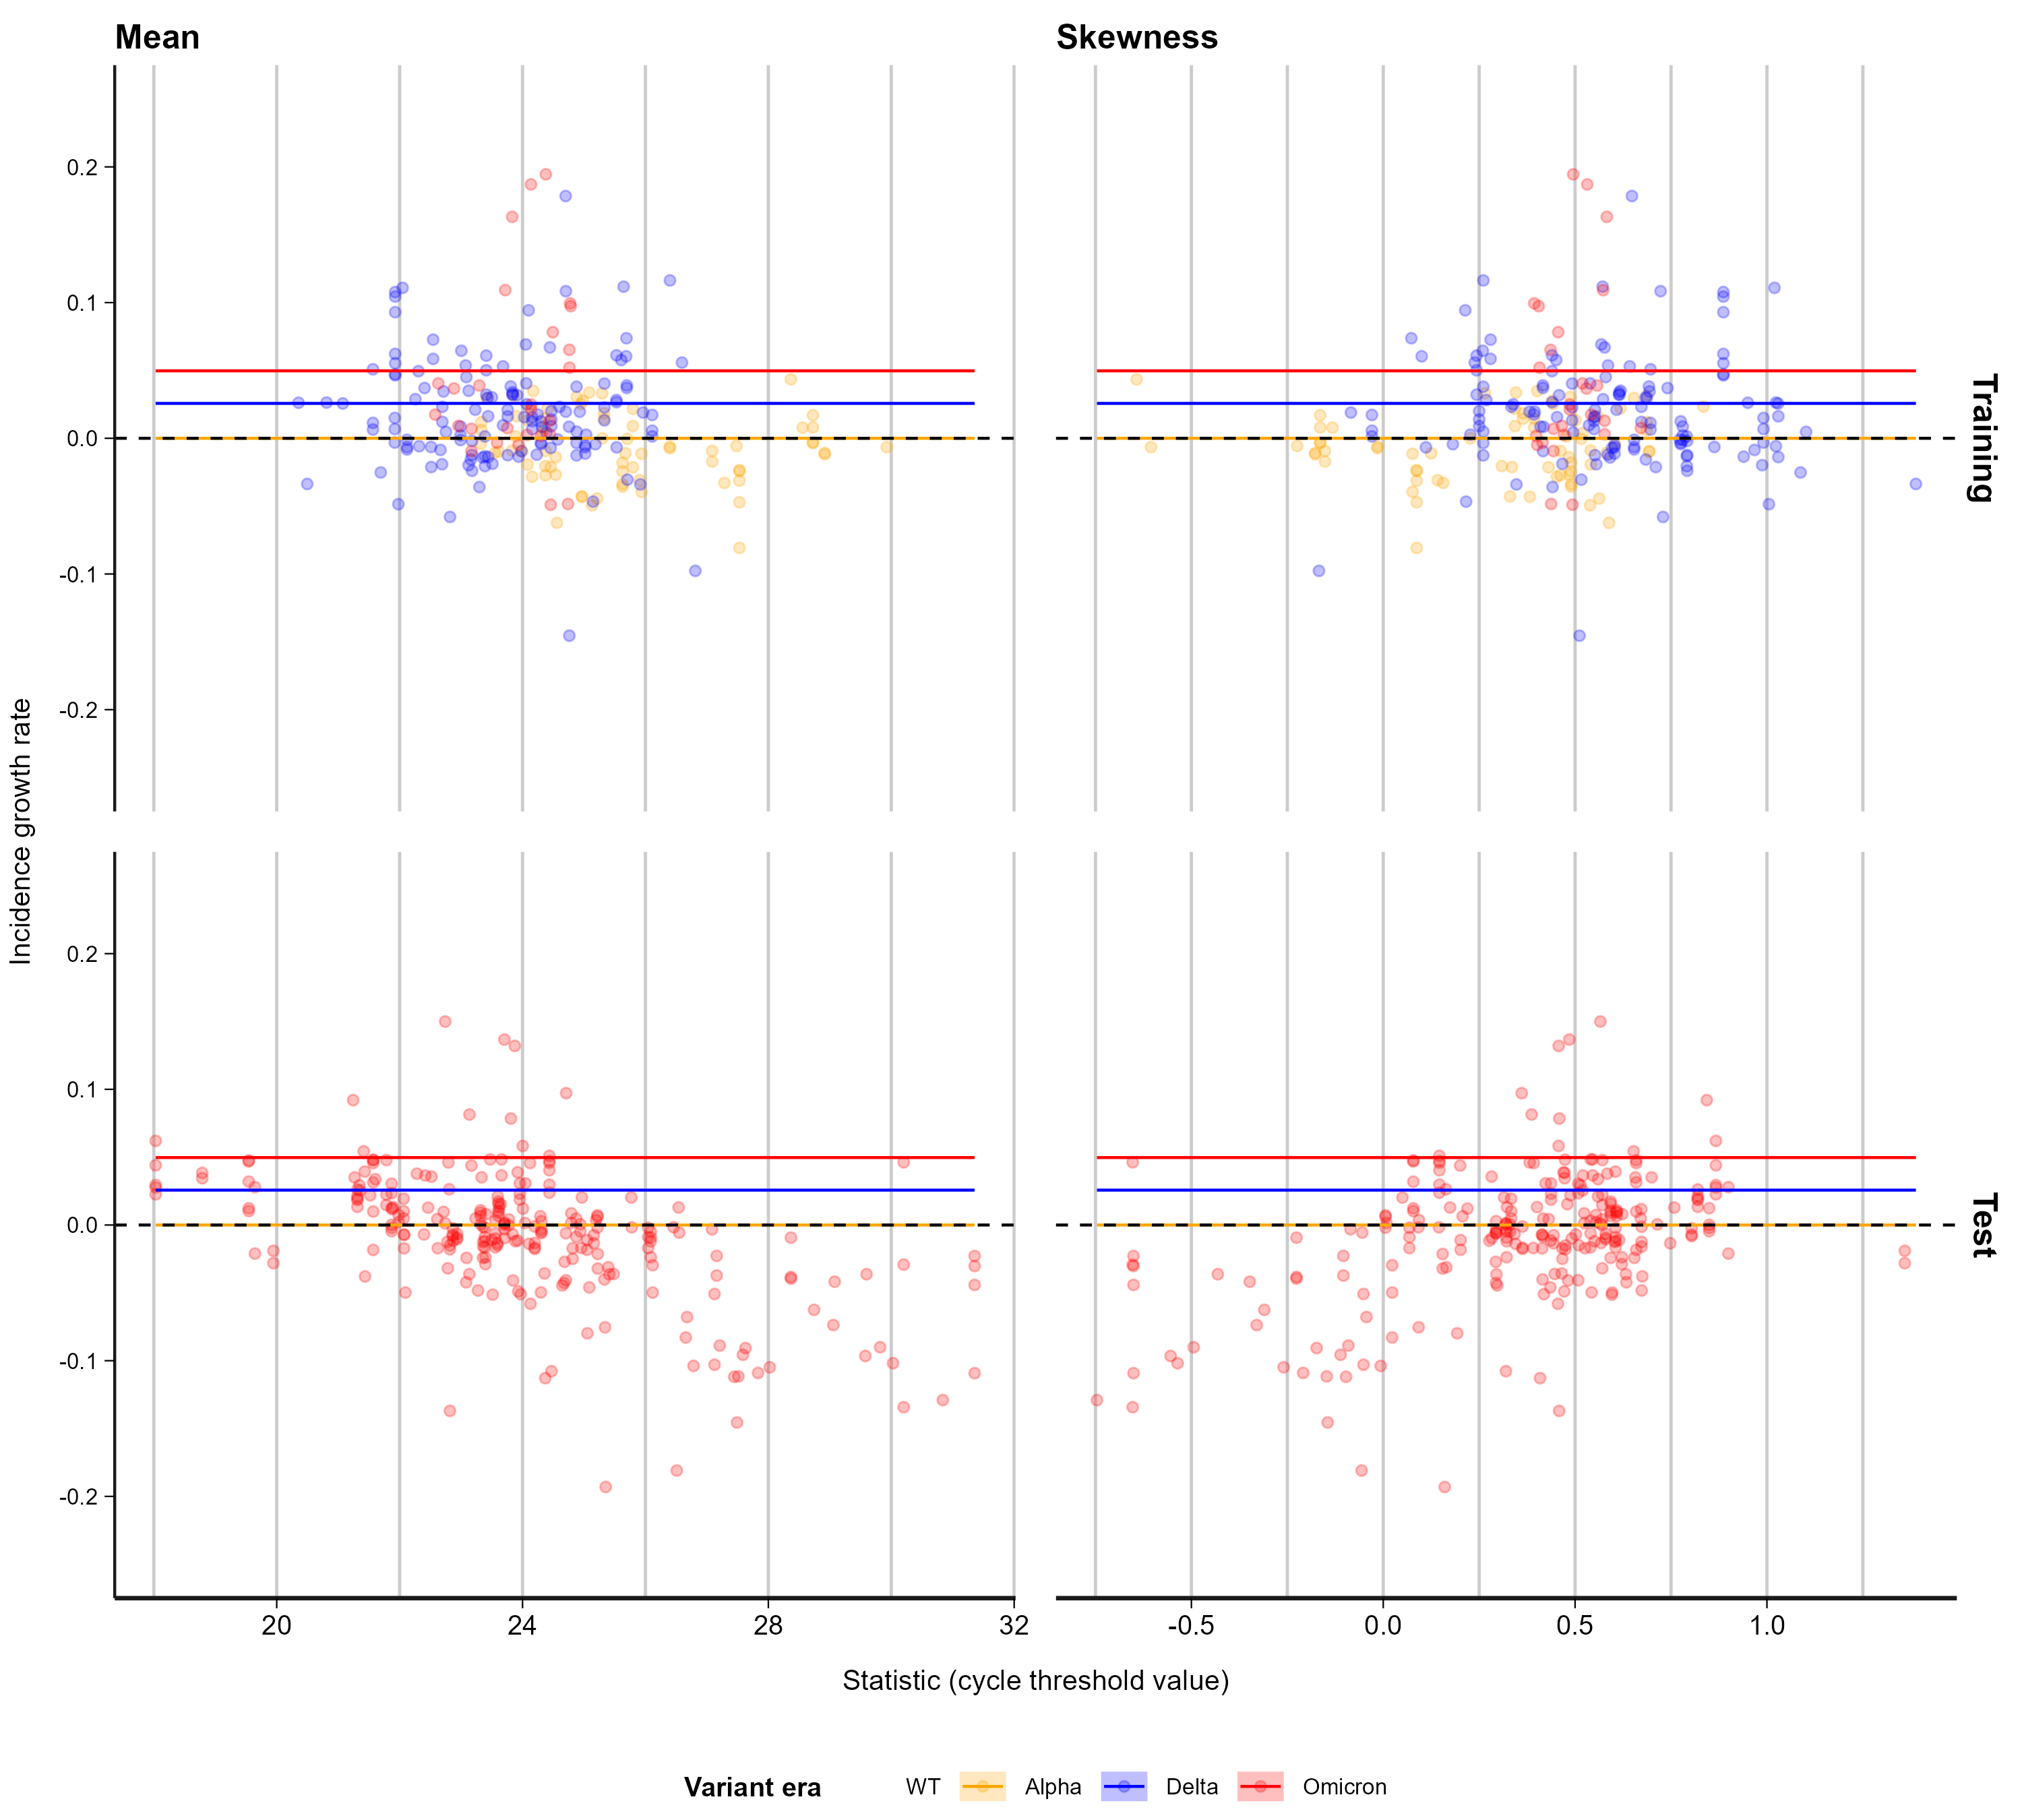 Mean
Skewness
0.2
0.1
0.0
-0.1
-0.2
Training
Incidence growth rate
0.2
0.1
0.0
-0.1
-0.2
Test
20 24 28 32
-0.5 0.0 0.5 1.0
Statistic (cycle threshold value)
Variant era WT Alpha Delta Omicron